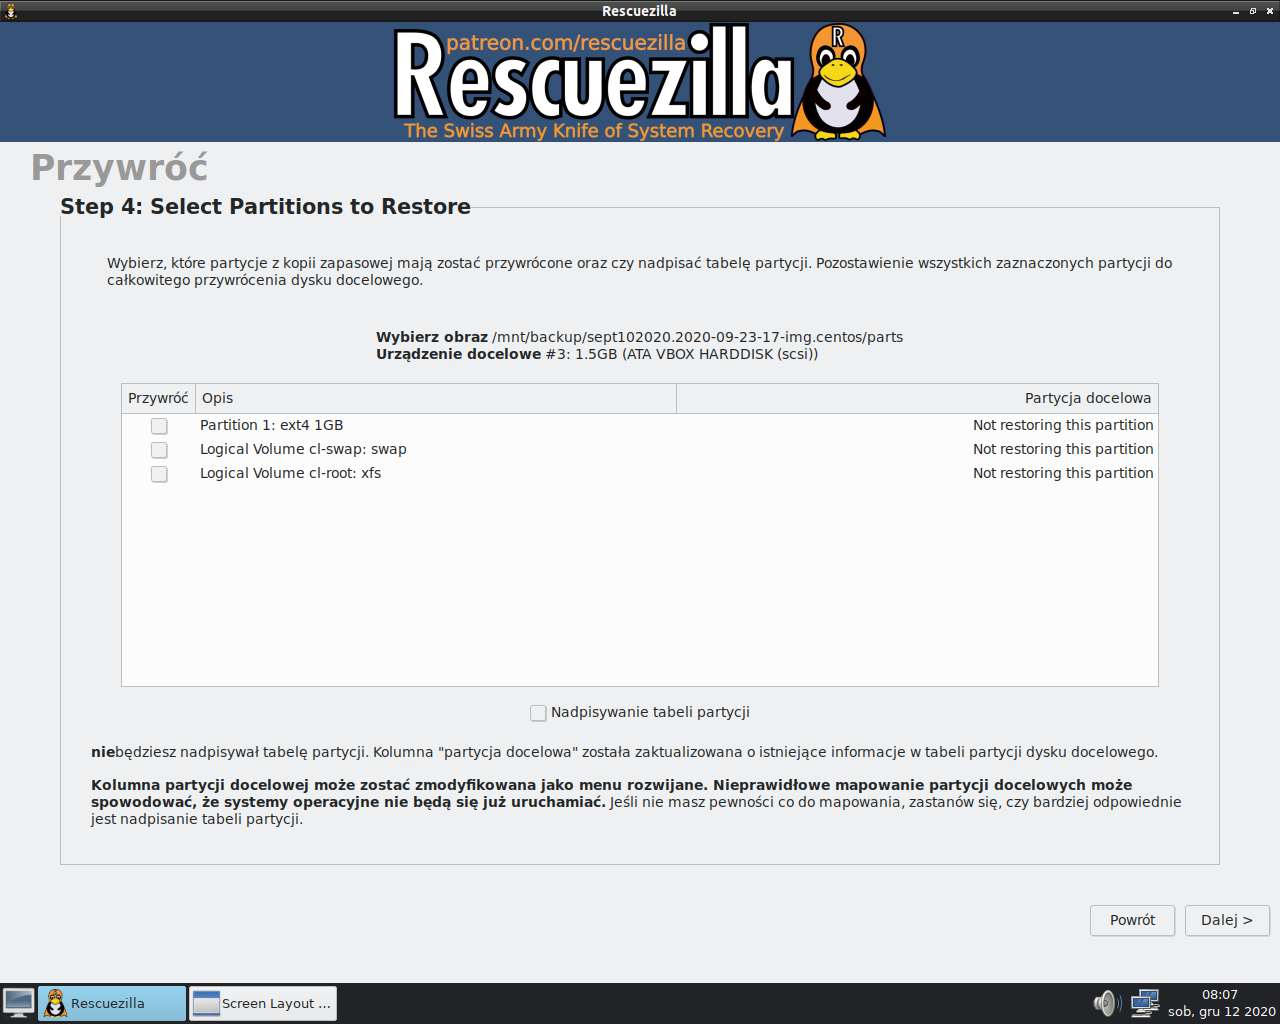 Rescuezilla
patreon.com/rescuezilla
Rescuezilla
R
The Swiss Army Knife of System Recovery
Przywróć
Step 4: Select Partitions to Restore
Wybierz, które partycje z kopii zapasowej mają zostać przywrócone oraz czy nadpisać tabelę partycji. Pozostawienie wszystkich zaznaczonych partycji do
całkowitego przywrócenia dysku docelowego.
Wybierz obraz /mnt/backup/sept102020.2020-09-23-17-img.centos/parts
Urządzenie docelowe #3: 1.5GB (ATA VBOX HARDDISK (scsi))
Przywróć Opis Partycja docelowa
Partition 1: ext4 1GB Not restoring this partition
Logical Volume cl-swap: swap Not restoring this partition
Logical Volume cl-root: xfs Not restoring this partition
Nadpisywanie tabeli partycji
niebędziesz nadpisywał tabelę partycji. Kolumna "partycja docelowa" została zaktualizowana o istniejące informacje w tabeli partycji dysku docelowego.
Kolumna partycji docelowej może zostać zmodyfikowana jako menu rozwijane. Nieprawidłowe mapowanie partycji docelowych może
spowodować, że systemy operacyjne nie będą się już uruchamiać. Jeśli nie masz pewności co do mapowania, zastanów się, czy bardziej odpowiednie
jest nadpisanie tabeli partycji.
Powrót Dalej >
Rescuezilla Screen Layout ... 08:07
sob, gru 12 2020